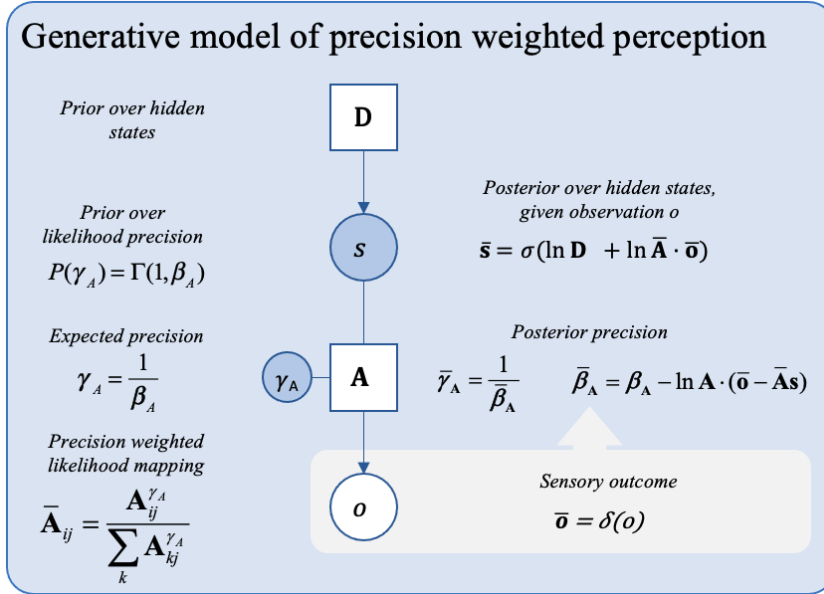 Generative model of precision weighted perception
Prior over hidden
states
D
Prior over
likelihood precision
P(γ_A) = Γ(1, β_A)
s
Posterior over hidden states,
given observation o
s̄ = σ(ln D + ln Ā · ō)
Expected precision
γ_A = 1 / β_A
γ_A
A
Posterior precision
γ̄_A = 1 / β̄_A
β̄_A = β_A − ln A · (ō − Ās)
Precision weighted
likelihood mapping
Ā_ij = A_ij^γ_A / ∑_k A_kj^γ_A
o
Sensory outcome
ō = δ(o)